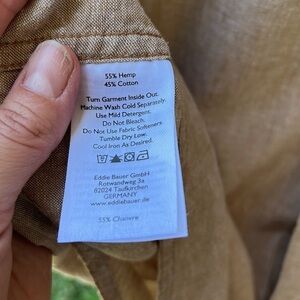 55% Hemp
45% Cotton
Turn Garment Inside Out.
Machine Wash Cold Separately.
Use Mild Detergent.
Do Not Bleach.
Do Not Use Fabric Softeners.
Tumble Dry Low.
Cool Iron As Desired.
Eddie Bauer GmbH
Rotwandweg 3a
82024 Taufkirchen
GERMANY
www.eddiebauer.de
55% Chanvre